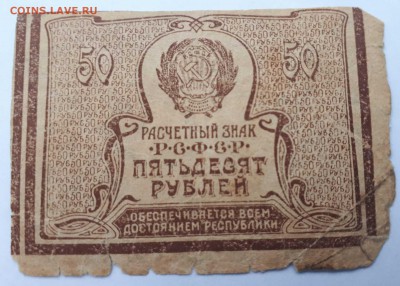 COINS.LAVE.RU
50 50
РАСЧЕТНЫЙ ЗНАК
Р·С·Ф·С·Р
ПЯТЬДЕСЯТ
РУБЛЕЙ
ОБЕСПЕЧИВАЕТСЯ ВСЕМ
ДОСТОЯНИЕМ РЕСПУБЛИКИ